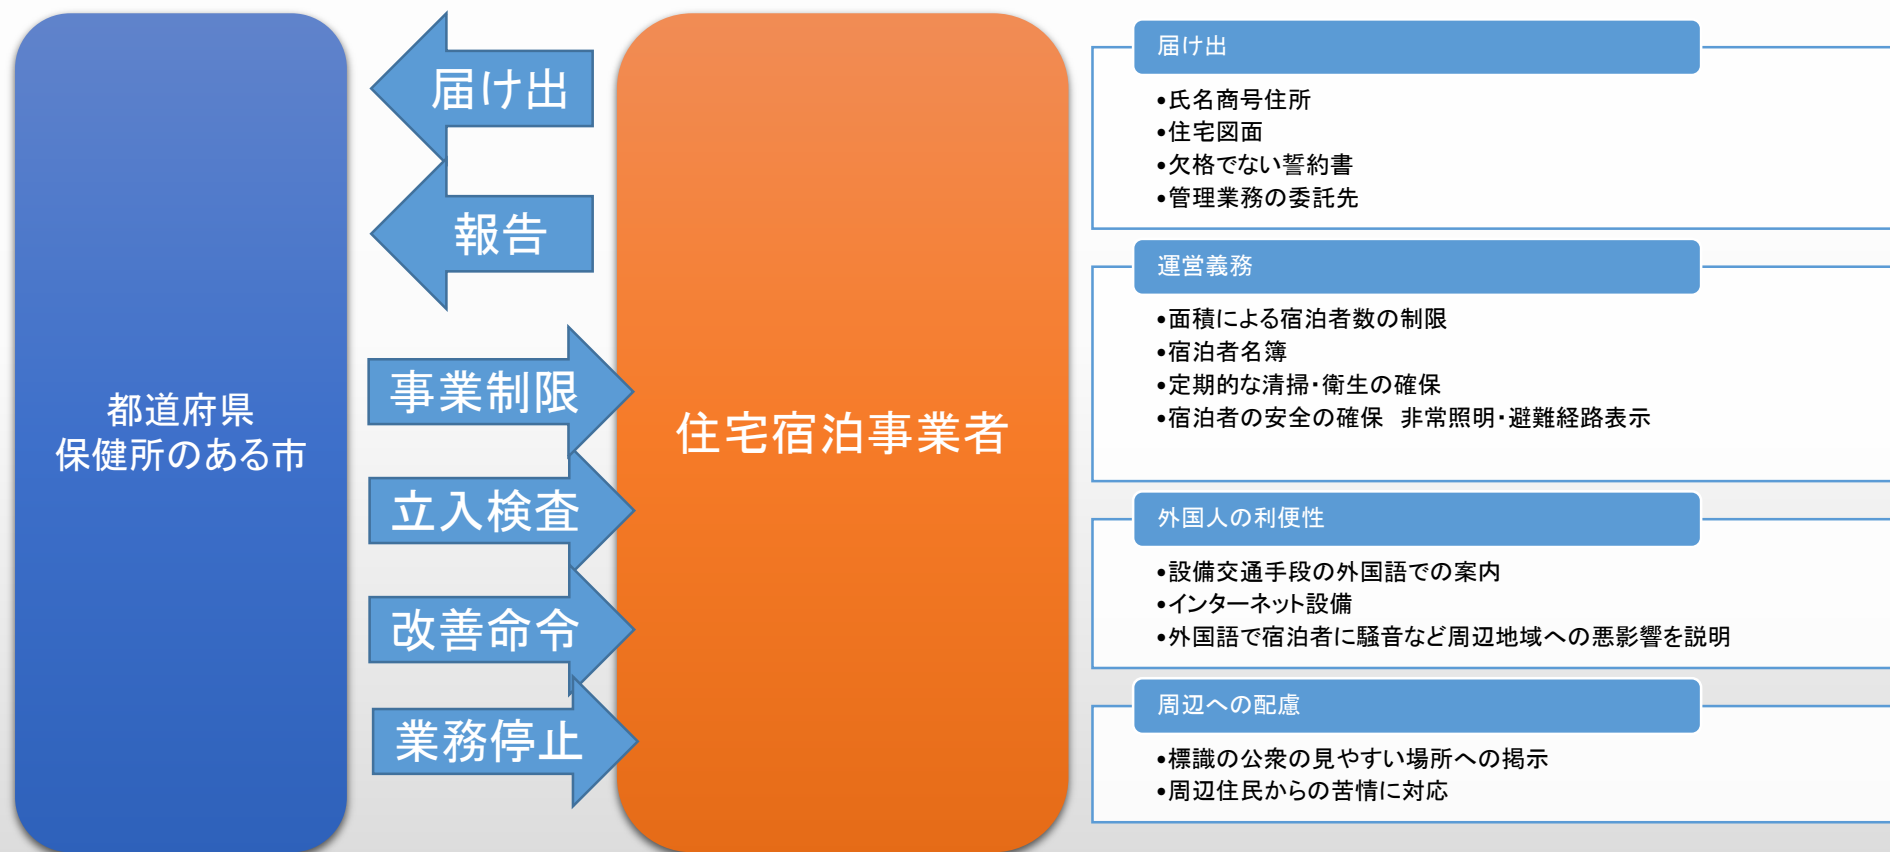 都道府県
保健所のある市
届け出
報告
事業制限
立入検査
改善命令
業務停止
住宅宿泊事業者
届け出
•氏名商号住所
•住宅図面
•欠格でない誓約書
•管理業務の委託先
運営義務
•面積による宿泊者数の制限
•宿泊者名簿
•定期的な清掃・衛生の確保
•宿泊者の安全の確保　非常照明・避難経路表示
外国人の利便性
•設備交通手段の外国語での案内
•インターネット設備
•外国語で宿泊者に騒音など周辺地域への悪影響を説明
周辺への配慮
•標識の公衆の見やすい場所への掲示
•周辺住民からの苦情に対応